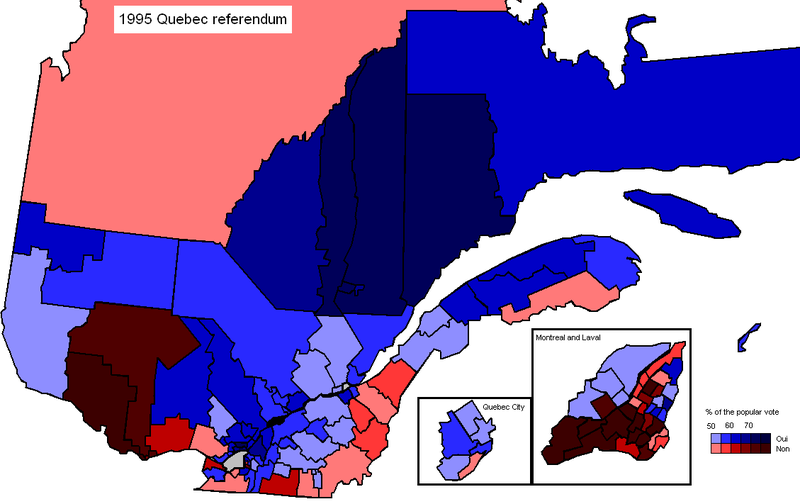 1995 Quebec referendum
Montreal and Laval
Quebec City
% of the popular vote
50 60 70
Oui
Non